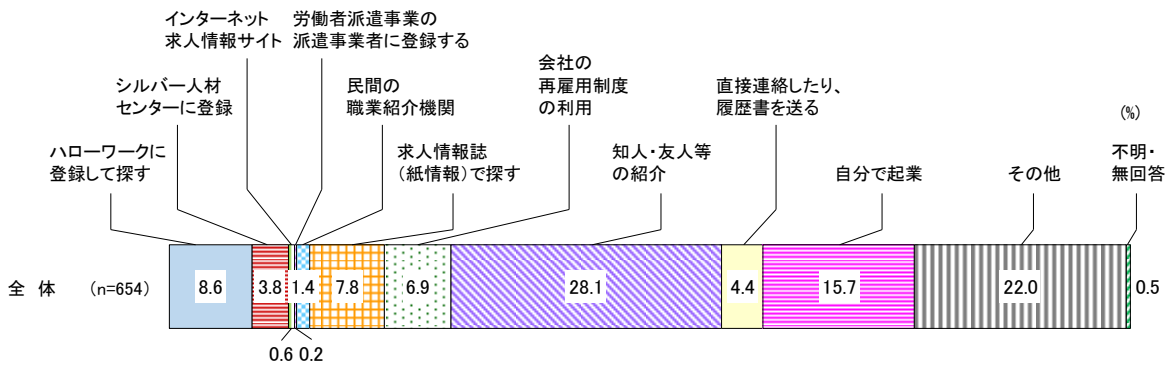 インターネット
求人情報サイト
労働者派遣事業の
派遣事業者に登録する
シルバー人材
センターに登録
民間の
職業紹介機関
会社の
再雇用制度
の利用
直接連絡したり、
履歴書を送る
(%)
ハローワークに
登録して探す
求人情報誌
（紙情報）で探す
知人・友人等
の紹介
自分で起業
その他
不明・
無回答
全 体 (n=654)
8.6
3.8
1.4
7.8
6.9
28.1
4.4
15.7
22.0
0.5
0.6
0.2